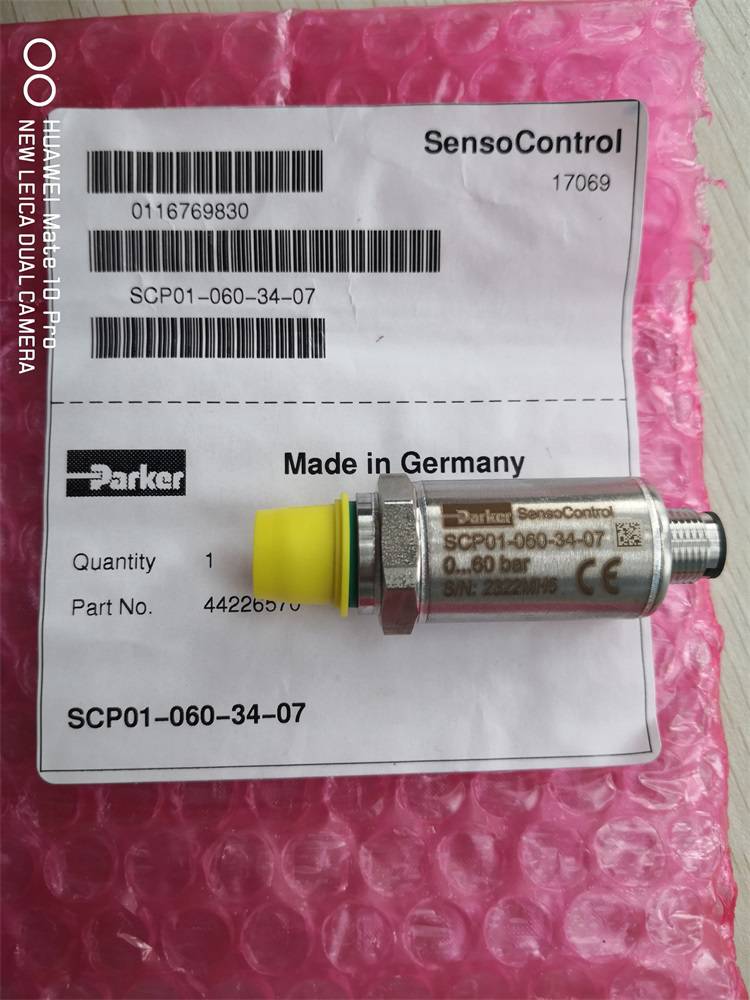 HUAWEI Mate 10 Pro
NEW LEICA DUAL CAMERA
SensoControl
17069
0116769830
SCP01-060-34-07
Parker
Made in Germany
Quantity 1
Part No.
SCP01-060-34-07
Parker SensoControl
SCP01-060-34-07
0...60 bar
S/N: 2322MH6
CE